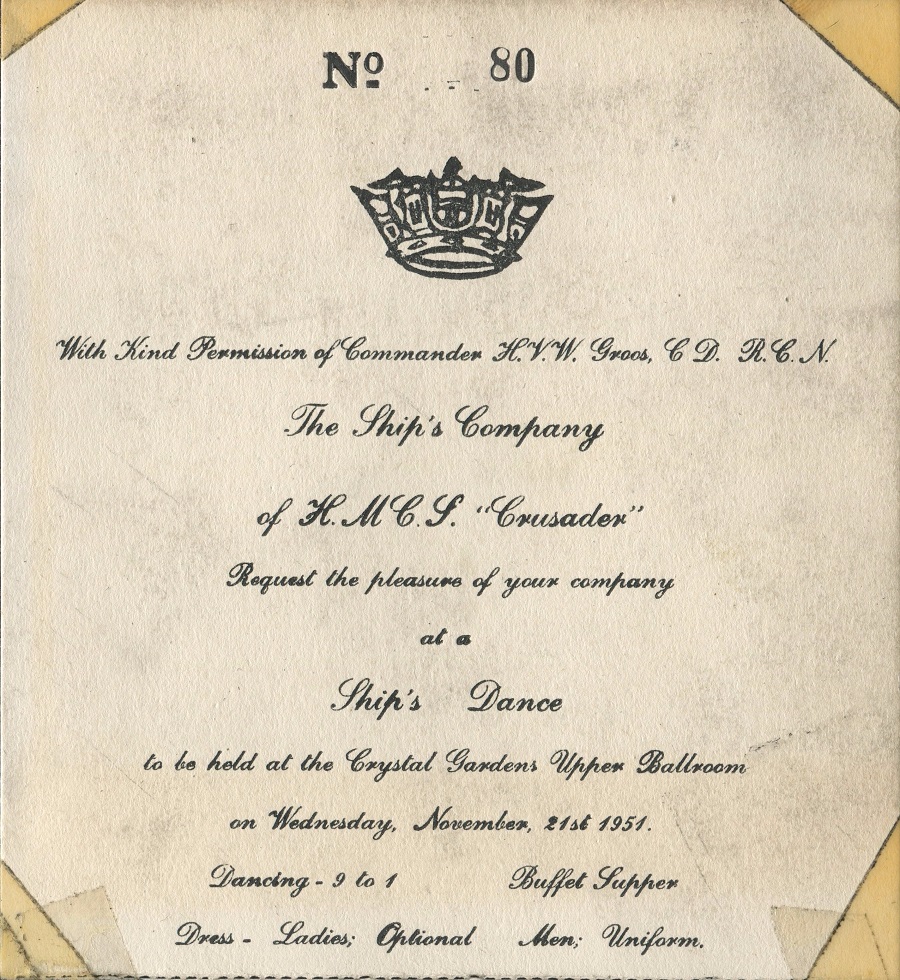 Nº 80
With Kind Permission of Commander H.V.W. Groos, C D. R.C.N.
The Ship's Company
of H.M.C.S. "Crusader"
Request the pleasure of your company
at a
Ship's Dance
to be held at the Crystal Gardens Upper Ballroom
on Wednesday, November, 21st 1951.
Dancing - 9 to 1 Buffet Supper
Dress - Ladies; Optional Men; Uniform.